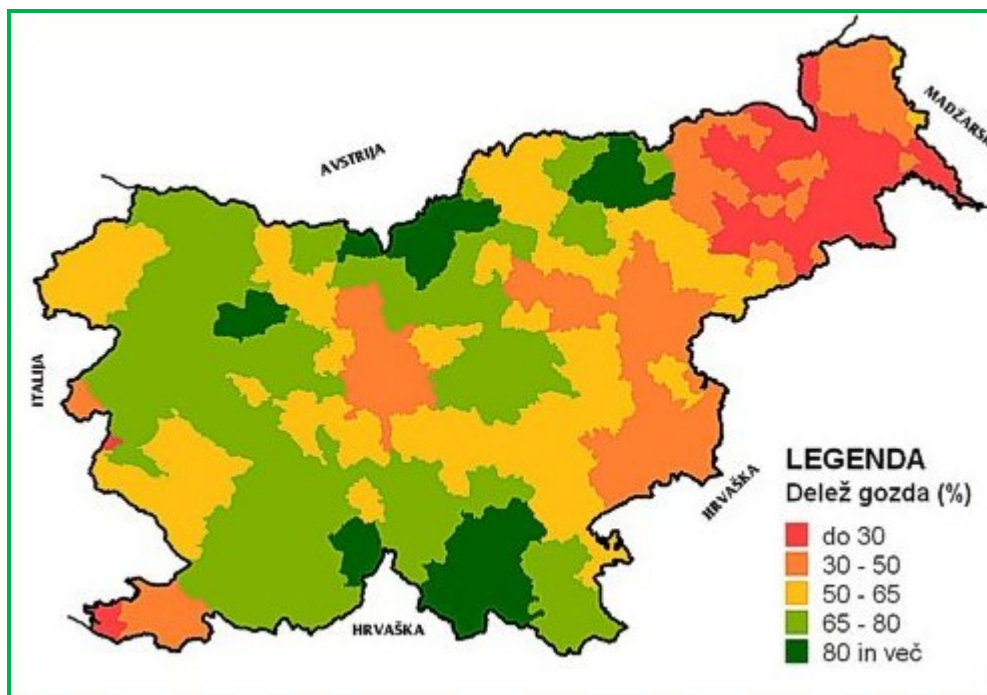 AVSTRIJA
MADŽARSK
ITALIJA
HRVAŠKA
HRVAŠKA
LEGENDA
Delež gozda (%)
do 30
30 - 50
50 - 65
65 - 80
80 in več